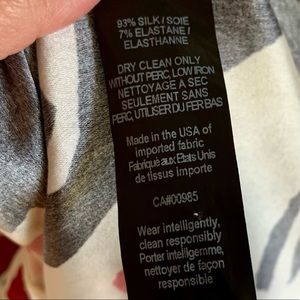 93% SILK / SOIE
7% ELASTANE /
ELASTHANNE
DRY CLEAN ONLY
WITHOUT PERC, LOW IRON
NETTOYAGE A SEC
SEULEMENT SANS
PERC, UTILISER DU FER BAS
Made in the USA of
imported fabric
Fabriqué aux Etats Unis
de tissus importe
CA#00985
Wear intelligently,
clean responsibly
Porter intelligemme,
nettoyer de façon
responsible